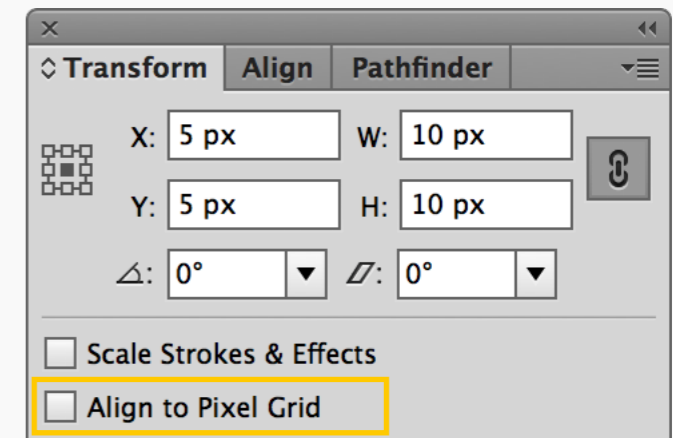 Transform Align Pathfinder
X: 5 px W: 10 px
Y: 5 px H: 10 px
0° 0°
Scale Strokes & Effects
Align to Pixel Grid